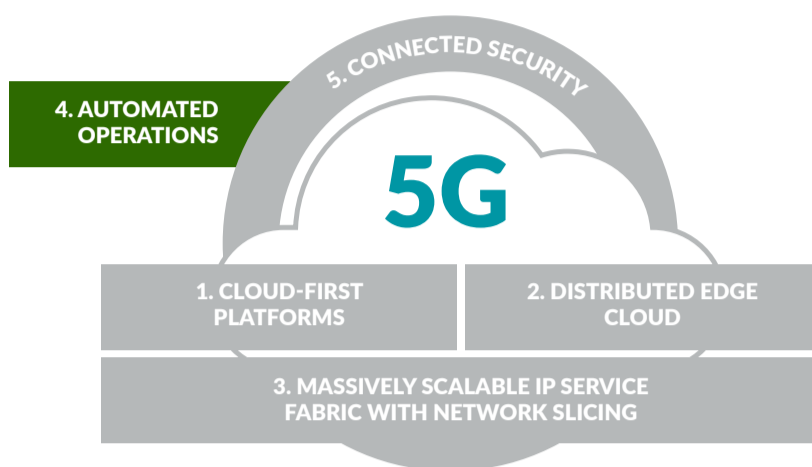 5. CONNECTED SECURITY
4. AUTOMATED
OPERATIONS
5G
1. CLOUD-FIRST
PLATFORMS
2. DISTRIBUTED EDGE
CLOUD
3. MASSIVELY SCALABLE IP SERVICE
FABRIC WITH NETWORK SLICING